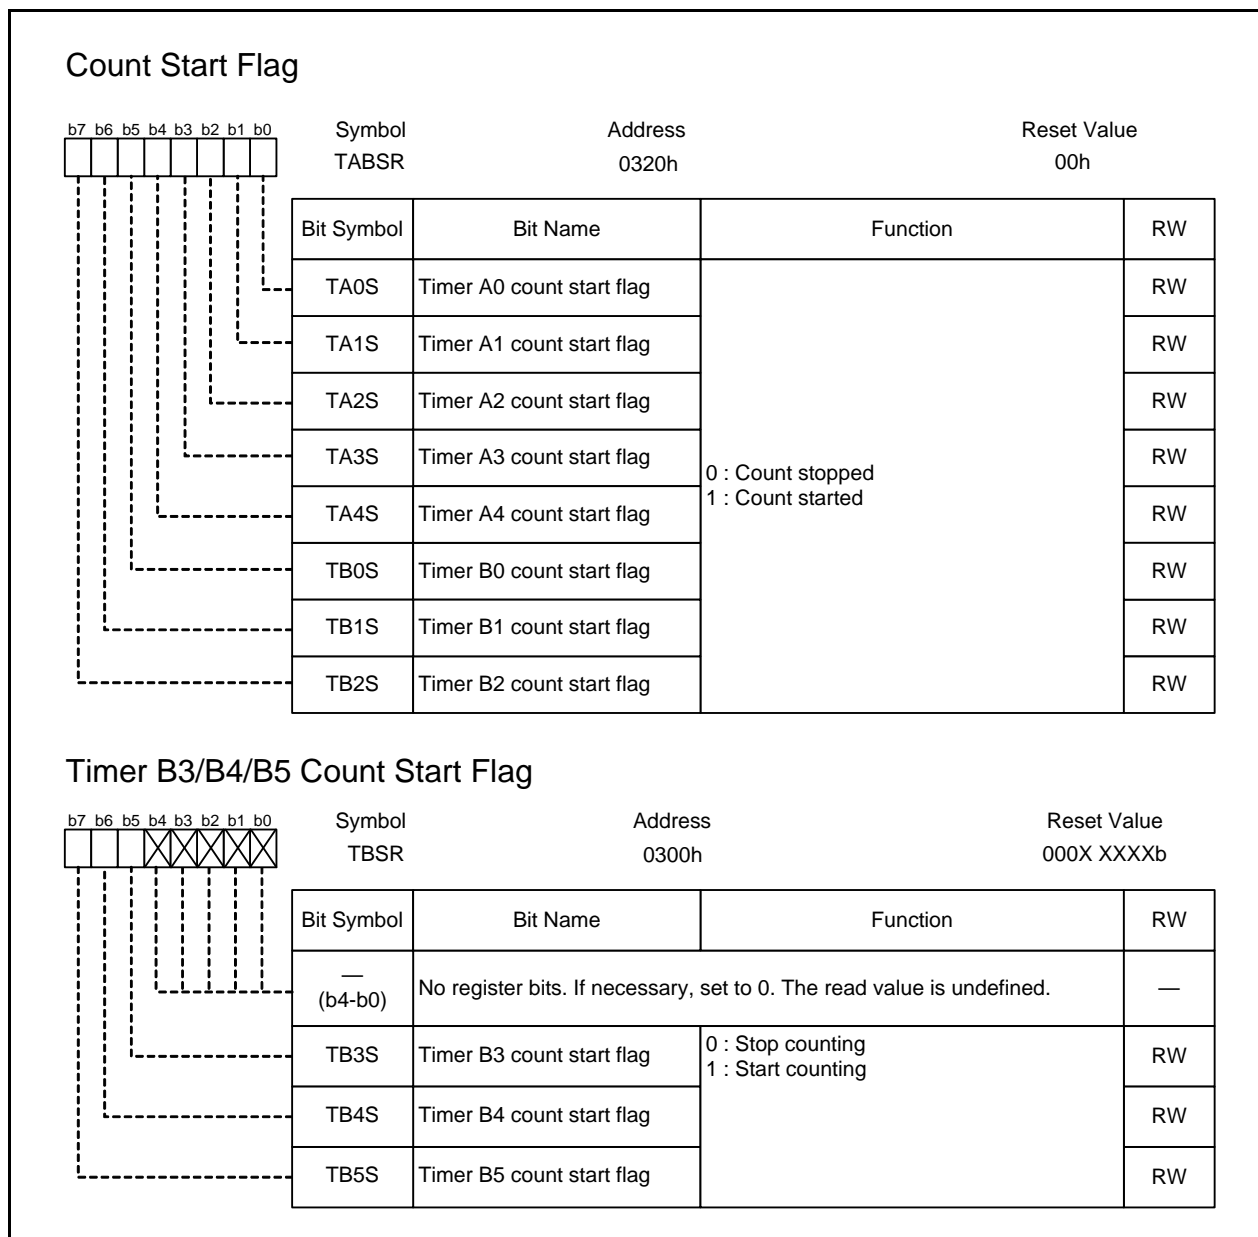 Count Start Flag
b7 b6 b5 b4 b3 b2 b1 b0
Symbol Address Reset Value
TABSR 0320h 00h
Bit Symbol Bit Name Function RW
TA0S Timer A0 count start flag RW
TA1S Timer A1 count start flag RW
TA2S Timer A2 count start flag RW
TA3S Timer A3 count start flag RW
0 : Count stopped
1 : Count started
TA4S Timer A4 count start flag RW
TB0S Timer B0 count start flag RW
TB1S Timer B1 count start flag RW
TB2S Timer B2 count start flag RW
Timer B3/B4/B5 Count Start Flag
b7 b6 b5 b4 b3 b2 b1 b0
Symbol Address Reset Value
TBSR 0300h 000X XXXXb
Bit Symbol Bit Name Function RW
—
(b4-b0) No register bits. If necessary, set to 0. The read value is undefined. —
TB3S Timer B3 count start flag 0 : Stop counting RW
1 : Start counting
TB4S Timer B4 count start flag RW
TB5S Timer B5 count start flag RW